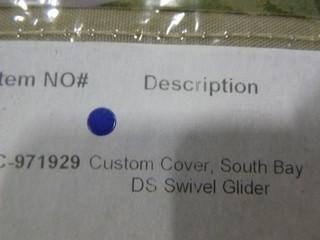 tem NO# Description
C-971929 Custom Cover, South Bay
DS Swivel Glider